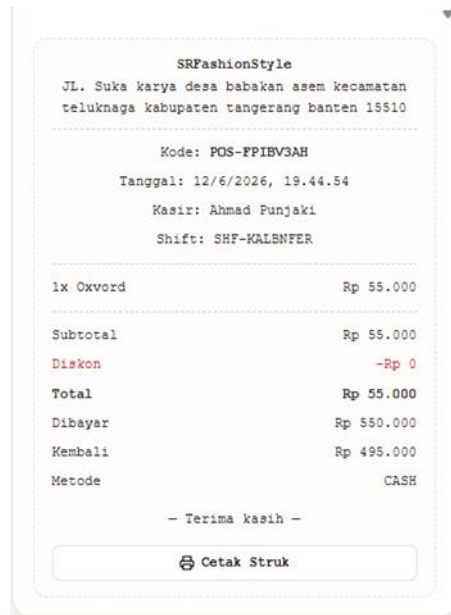 SRFashionStyle
JL. Suka karya desa babakan asem kecamatan
teluknaga kabupaten tangerang banten 15510
Kode: POS-FPIBV3AH
Tanggal: 12/6/2026, 19.44.54
Kasir: Ahmad Punjaki
Shift: SHF-KALBNFER
1x Oxvord Rp 55.000
Subtotal Rp 55.000
Diskon -Rp 0
Total Rp 55.000
Dibayar Rp 550.000
Kembali Rp 495.000
Metode CASH
— Terima kasih —
Cetak Struk